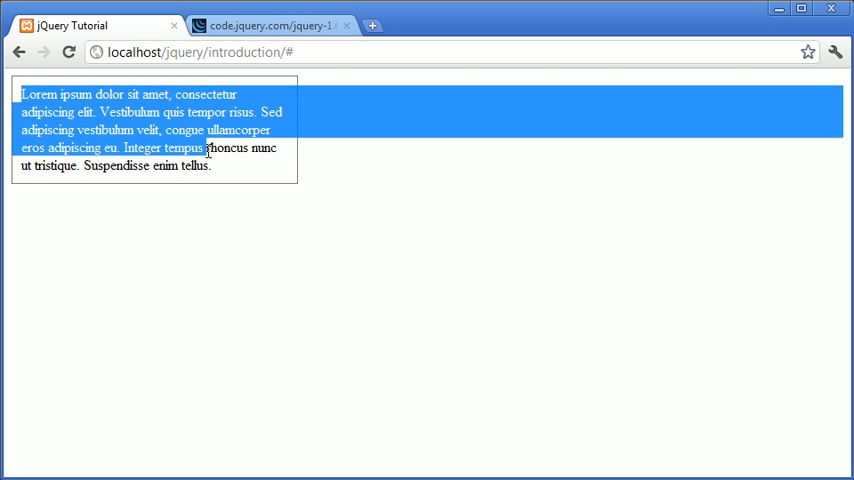 jQuery Tutorial
code.jquery.com/jquery-1.
localhost/jquery/introduction/#
Lorem ipsum dolor sit amet, consectetur
adipiscing elit. Vestibulum quis tempor risus. Sed
adipiscing vestibulum velit, congue ullamcorper
eros adipiscing eu. Integer tempus rhoncus nunc
ut tristique. Suspendisse enim tellus.